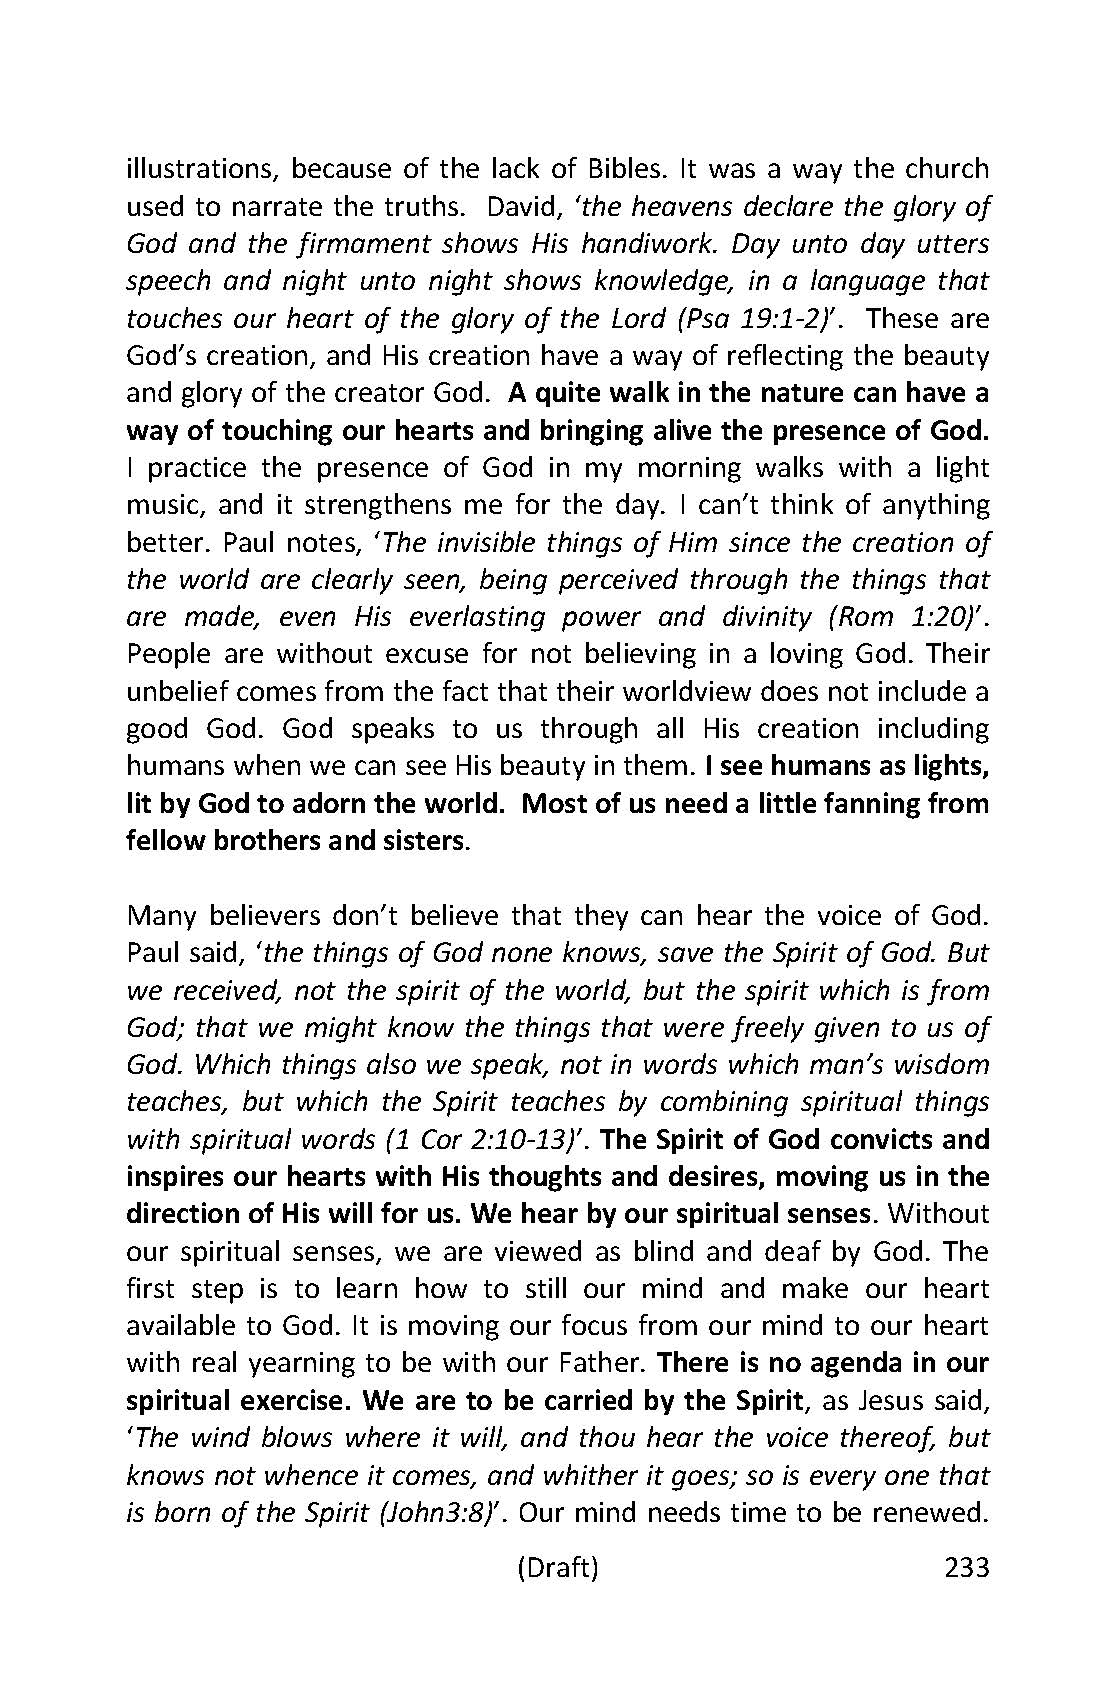 illustrations, because of the lack of Bibles. It was a way the church
used to narrate the truths.  David, ‘the heavens declare the glory of
God and the firmament shows His handiwork. Day unto day utters
speech and night unto night shows knowledge, in a language that
touches our heart of the glory of the Lord (Psa 19:1-2)’.  These are
God’s creation, and His creation have a way of reflecting the beauty
and glory of the creator God.  A quite walk in the nature can have a
way of touching our hearts and bringing alive the presence of God.
I practice the presence of God in my morning walks with a light
music, and it strengthens me for the day. I can’t think of anything
better. Paul notes, ‘The invisible things of Him since the creation of
the world are clearly seen, being perceived through the things that
are made, even His everlasting power and divinity (Rom 1:20)’.
People are without excuse for not believing in a loving God. Their
unbelief comes from the fact that their worldview does not include a
good God. God speaks to us through all His creation including
humans when we can see His beauty in them. I see humans as lights,
lit by God to adorn the world.  Most of us need a little fanning from
fellow brothers and sisters.
Many believers don’t believe that they can hear the voice of God.
Paul said, ‘the things of God none knows, save the Spirit of God. But
we received, not the spirit of the world, but the spirit which is from
God; that we might know the things that were freely given to us of
God. Which things also we speak, not in words which man’s wisdom
teaches, but which the Spirit teaches by combining spiritual things
with spiritual words (1 Cor 2:10-13)’. The Spirit of God convicts and
inspires our hearts with His thoughts and desires, moving us in the
direction of His will for us. We hear by our spiritual senses. Without
our spiritual senses, we are viewed as blind and deaf by God. The
first step is to learn how to still our mind and make our heart
available to God. It is moving our focus from our mind to our heart
with real yearning to be with our Father. There is no agenda in our
spiritual exercise. We are to be carried by the Spirit, as Jesus said,
‘The wind blows where it will, and thou hear the voice thereof, but
knows not whence it comes, and whither it goes; so is every one that
is born of the Spirit (John3:8)’. Our mind needs time to be renewed.
(Draft) 233